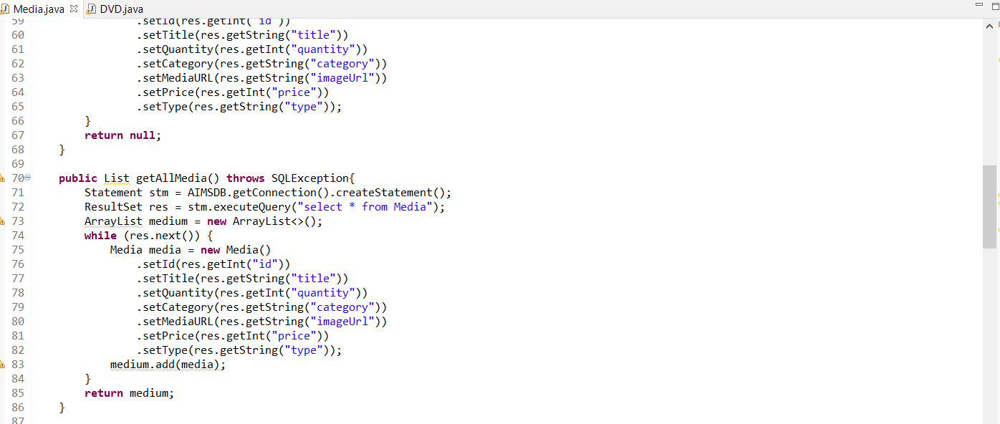 Media.java
DVD.java
59 .setId(res.getInt("id"))
60 .setTitle(res.getString("title"))
61 .setQuantity(res.getInt("quantity"))
62 .setCategory(res.getString("category"))
63 .setMediaURL(res.getString("imageUrl"))
64 .setPrice(res.getInt("price"))
65 .setType(res.getString("type"));
66 }
67 return null;
68 }
69
70 public List getAllMedia() throws SQLException{
71 Statement stm = AIMSDB.getConnection().createStatement();
72 ResultSet res = stm.executeQuery("select * from Media");
73 ArrayList medium = new ArrayList<>();
74 while (res.next()) {
75 Media media = new Media()
76 .setId(res.getInt("id"))
77 .setTitle(res.getString("title"))
78 .setQuantity(res.getInt("quantity"))
79 .setCategory(res.getString("category"))
80 .setMediaURL(res.getString("imageUrl"))
81 .setPrice(res.getInt("price"))
82 .setType(res.getString("type"));
83 medium.add(media);
84 }
85 return medium;
86 }
87